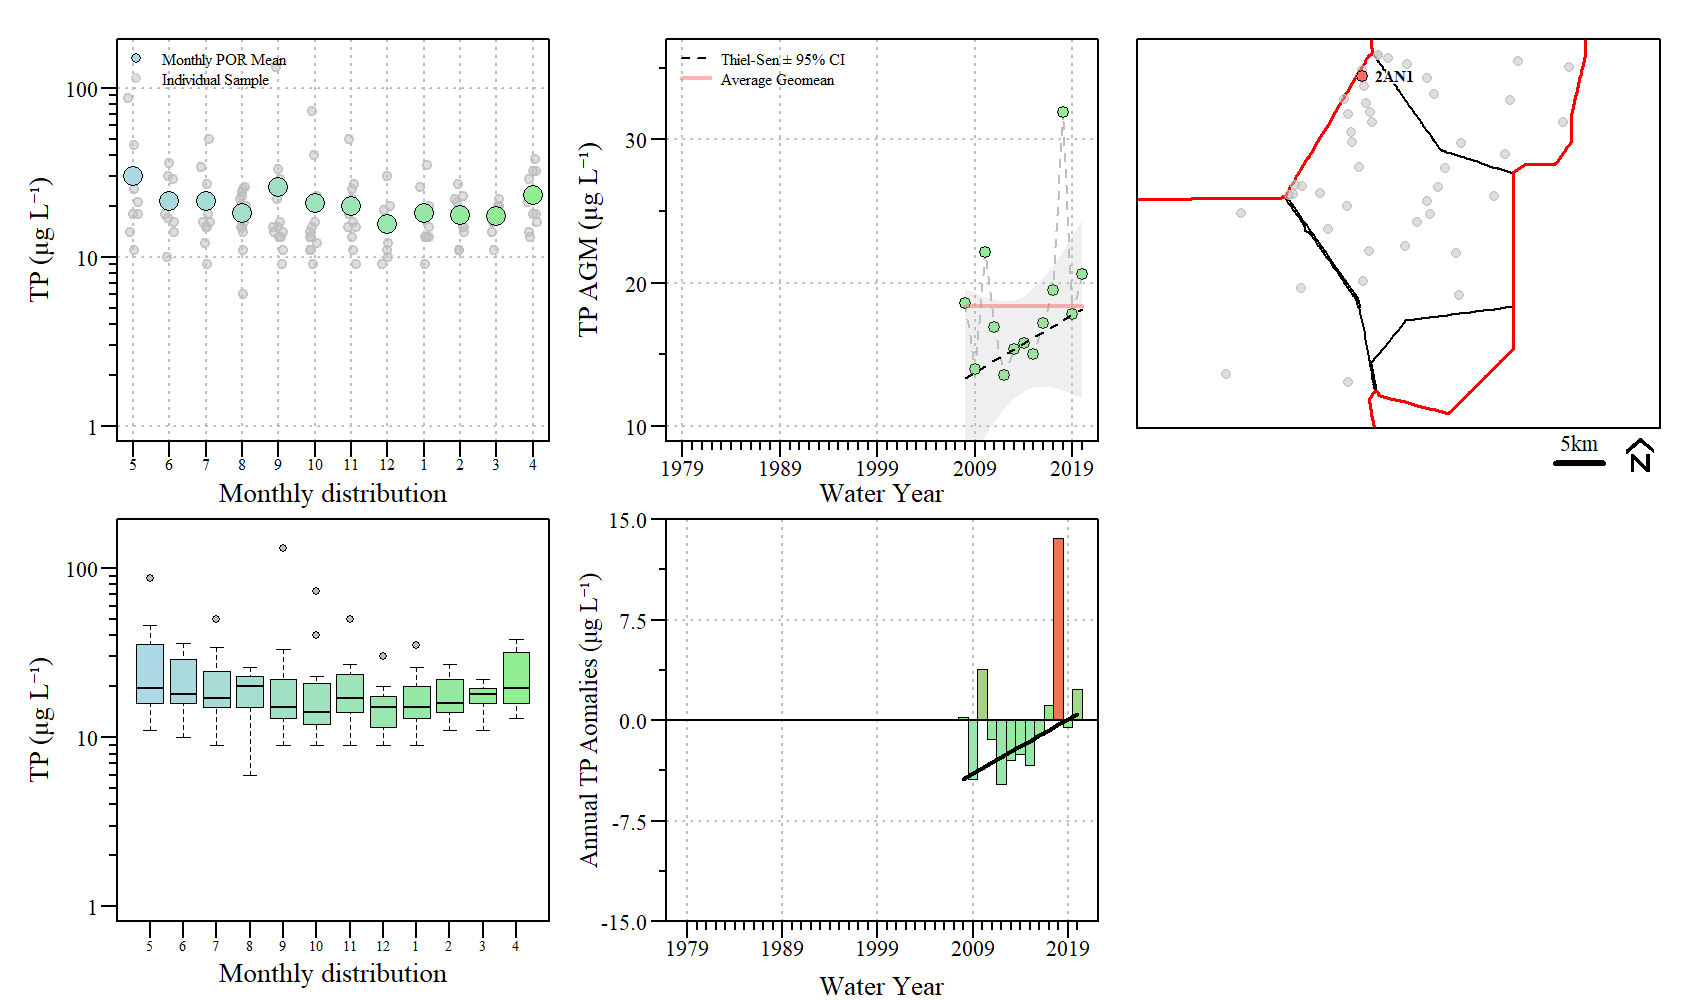 Monthly POR Mean
Individual Sample
100
10
1
TP (µg L⁻¹)
5 6 7 8 9 10 11 12 1 2 3 4
Monthly distribution
Thiel-Sen ± 95% CI
Average Geomean
30
20
10
TP AGM (µg L⁻¹)
1979 1989 1999 2009 2019
Water Year
2AN1
5km
N
100
10
1
TP (µg L⁻¹)
5 6 7 8 9 10 11 12 1 2 3 4
Monthly distribution
15.0
7.5
0.0
-7.5
-15.0
Annual TP Aomalies (µg L⁻¹)
1979 1989 1999 2009 2019
Water Year